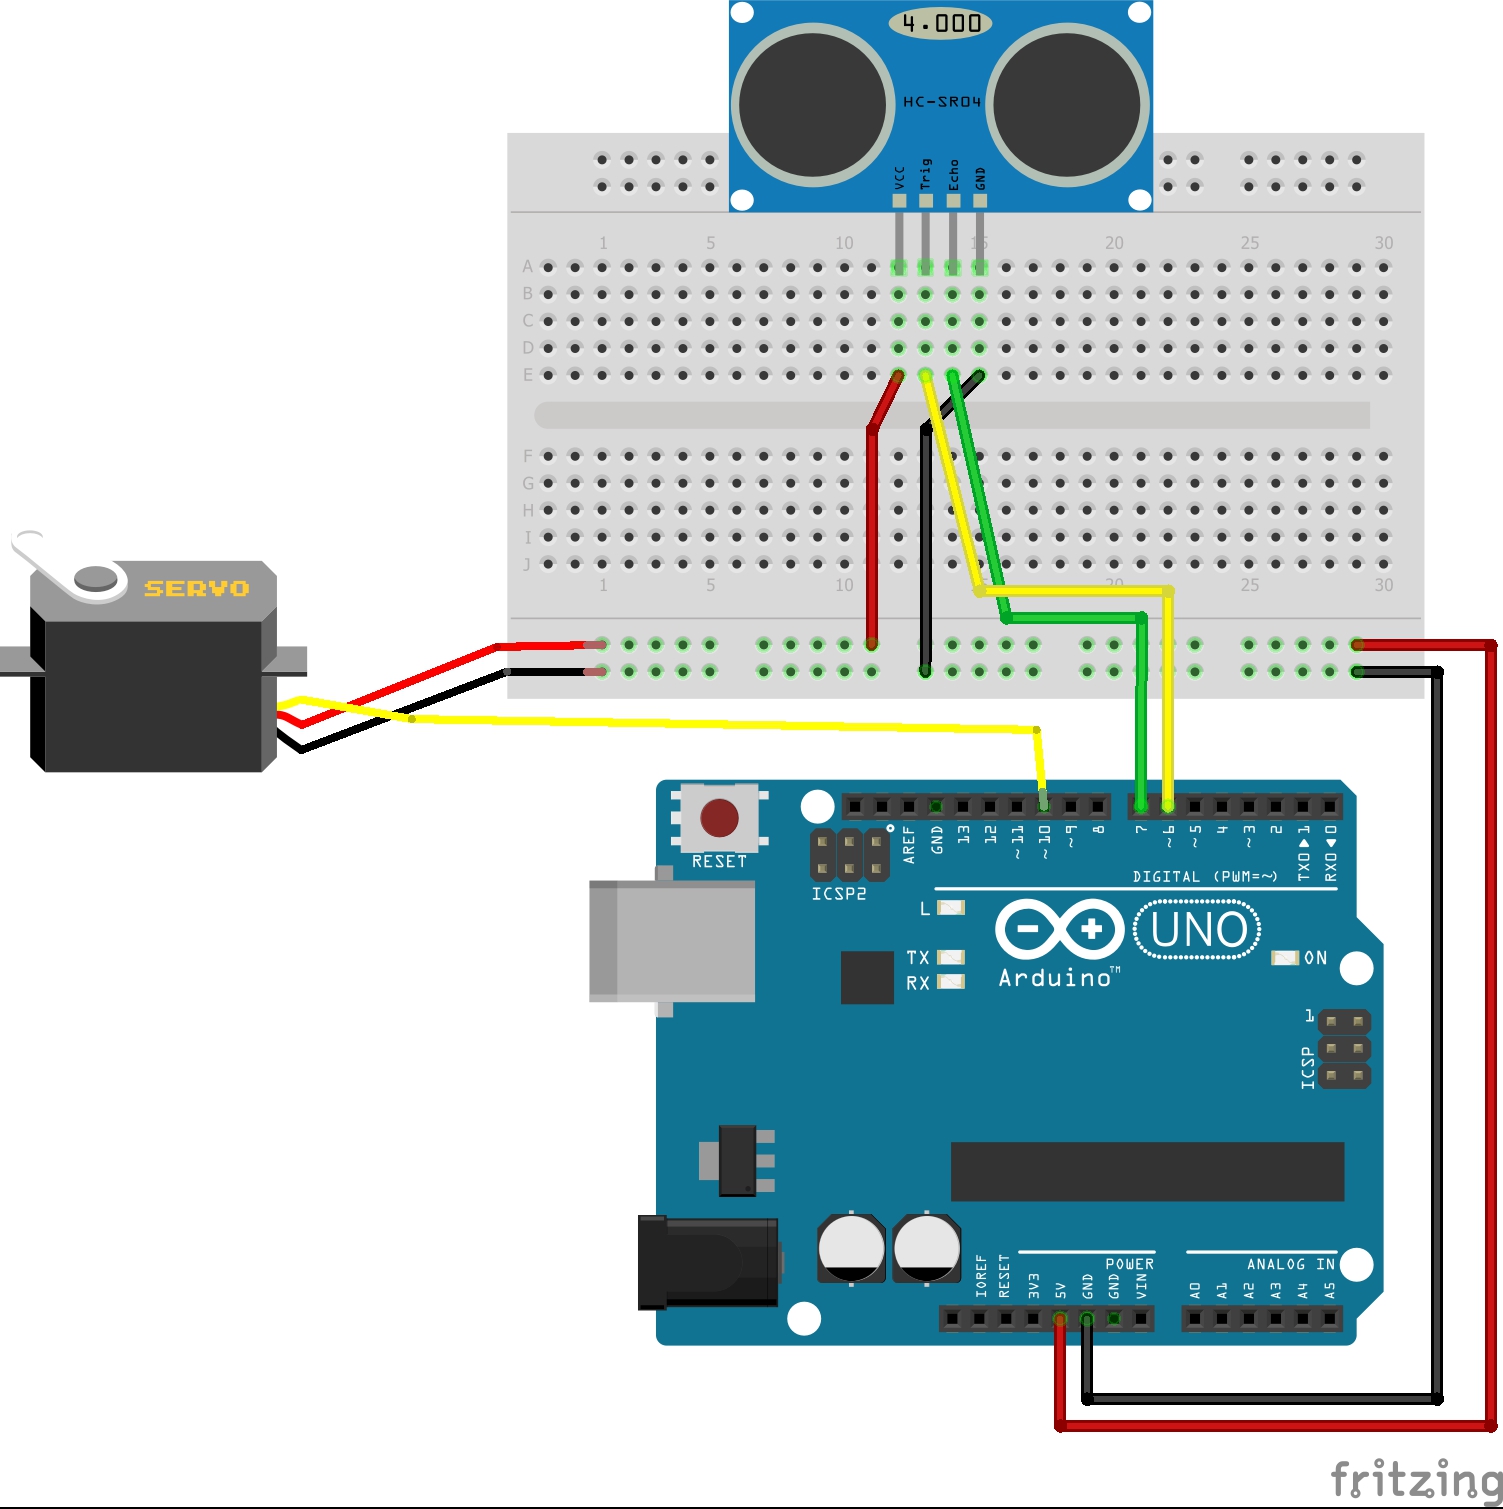 4.000
HC-SR04
VCC Trig Echo GND
1 5 10 15 20 25 30
A
B
C
D
E
F
G
H
I
J
1 5 10 15 20 25 30
SERVO
RESET
ICSP2
AREF GND 13 12 ~11 ~10 ~9 8 7 ~6 ~5 4 ~3 2 TX0▶1 RX0◀0
DIGITAL (PWM=~)
L
TX
RX
UNO
Arduino™
ON
1
ICSP
IOREF RESET 3V3 5V GND GND VIN
POWER
ANALOG IN
A0 A1 A2 A3 A4 A5
fritzing